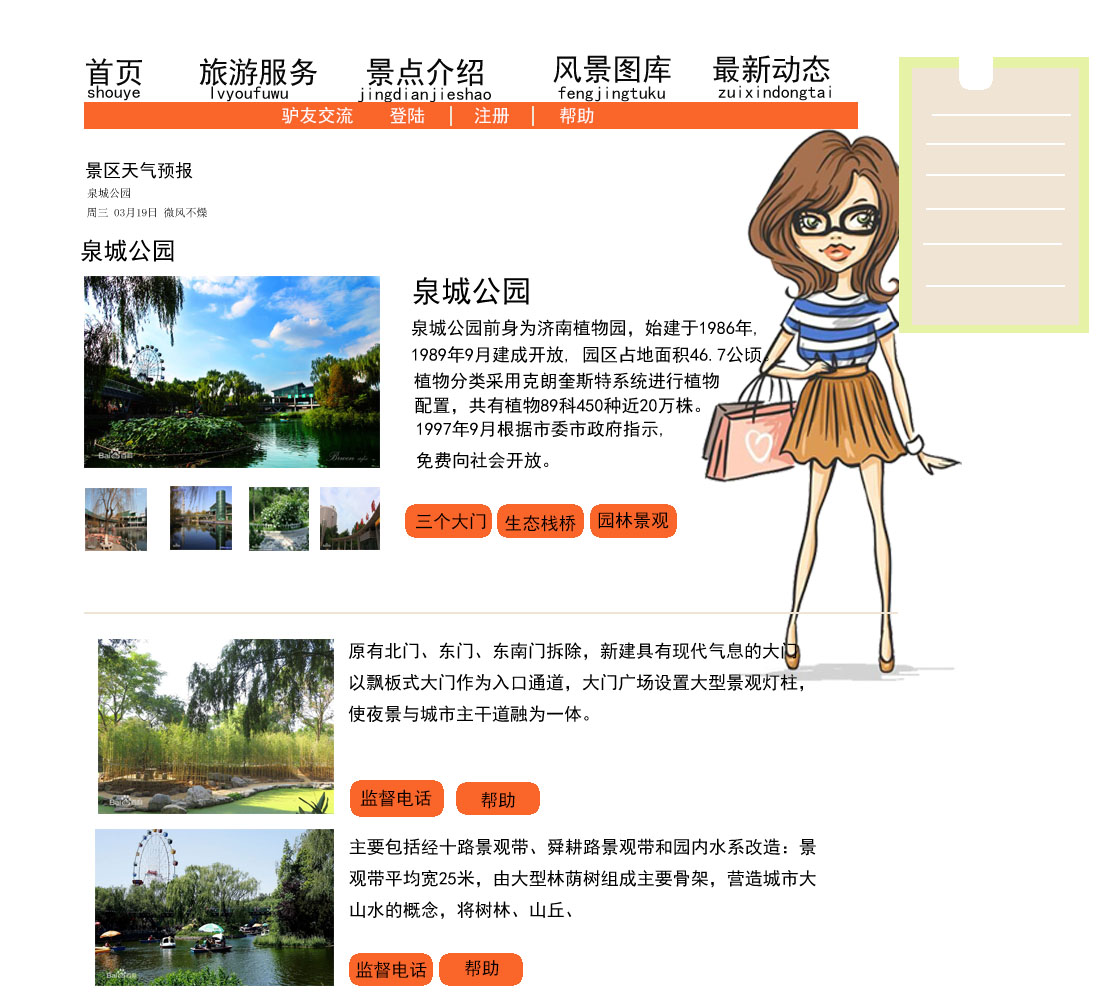 首页 旅游服务 景点介绍 风景图库 最新动态
shouye lvyoufuwu jingdianjieshao fengjingtuku zuixindongtai
驴友交流 登陆 | 注册 | 帮助
景区天气预报
泉城公园
周三 03月19日 微风不燥
泉城公园
泉城公园
泉城公园前身为济南植物园，始建于1986年,
1989年9月建成开放, 园区占地面积46.7公顷。
植物分类采用克朗奎斯特系统进行植物
配置，共有植物89科450种近20万株。
1997年9月根据市委市政府指示,
免费向社会开放。
三个大门 生态栈桥 园林景观
原有北门、东门、东南门拆除，新建具有现代气息的大门
以飘板式大门作为入口通道，大门广场设置大型景观灯柱，
使夜景与城市主干道融为一体。
监督电话 帮助
主要包括经十路景观带、舜耕路景观带和园内水系改造：景
观带平均宽25米，由大型林荫树组成主要骨架，营造城市大
山水的概念，将树林、山丘、
监督电话 帮助